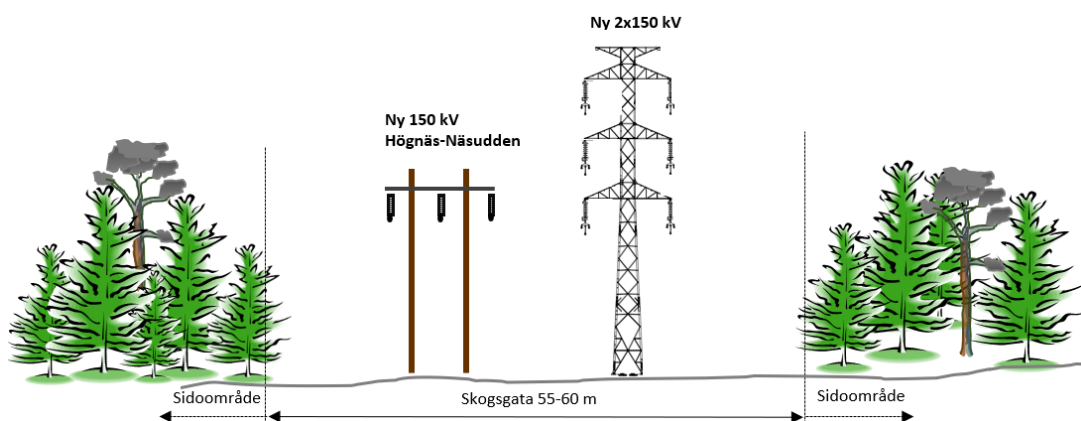 Ny 2x150 kV
Ny 150 kV
Högnäs-Näsudden
Sidoområde
Skogsgata 55-60 m
Sidoområde